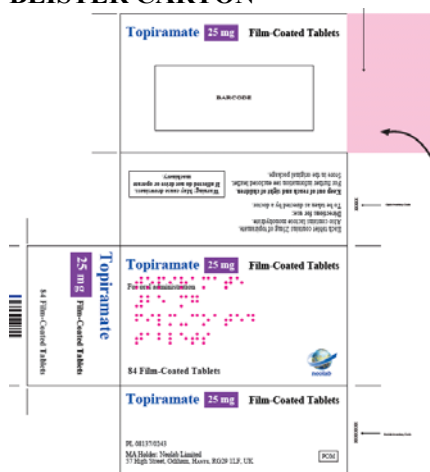 BLISTER CARTON
Topiramate 25 mg Film-Coated Tablets
BARCODE
Each tablet contains 25mg of topiramate.
Also contains lactose monohydrate.
Directions for use:
To be taken as directed by a doctor.
Keep out of reach and sight of children.
For further information see enclosed leaflet.
Store in the original package.
Warning: May cause drowsiness.
If affected do not drive or operate
machinery.
Topiramate
25 mg Film-Coated Tablets
84 Film-Coated Tablets
Topiramate 25 mg Film-Coated Tablets
For oral administration
84 Film-Coated Tablets
neolab
Topiramate 25 mg Film-Coated Tablets
PL 08137/0243
MA Holder: Neolab Limited
57 High Street, Odiham, Hants, RG29 1LF, UK
POM